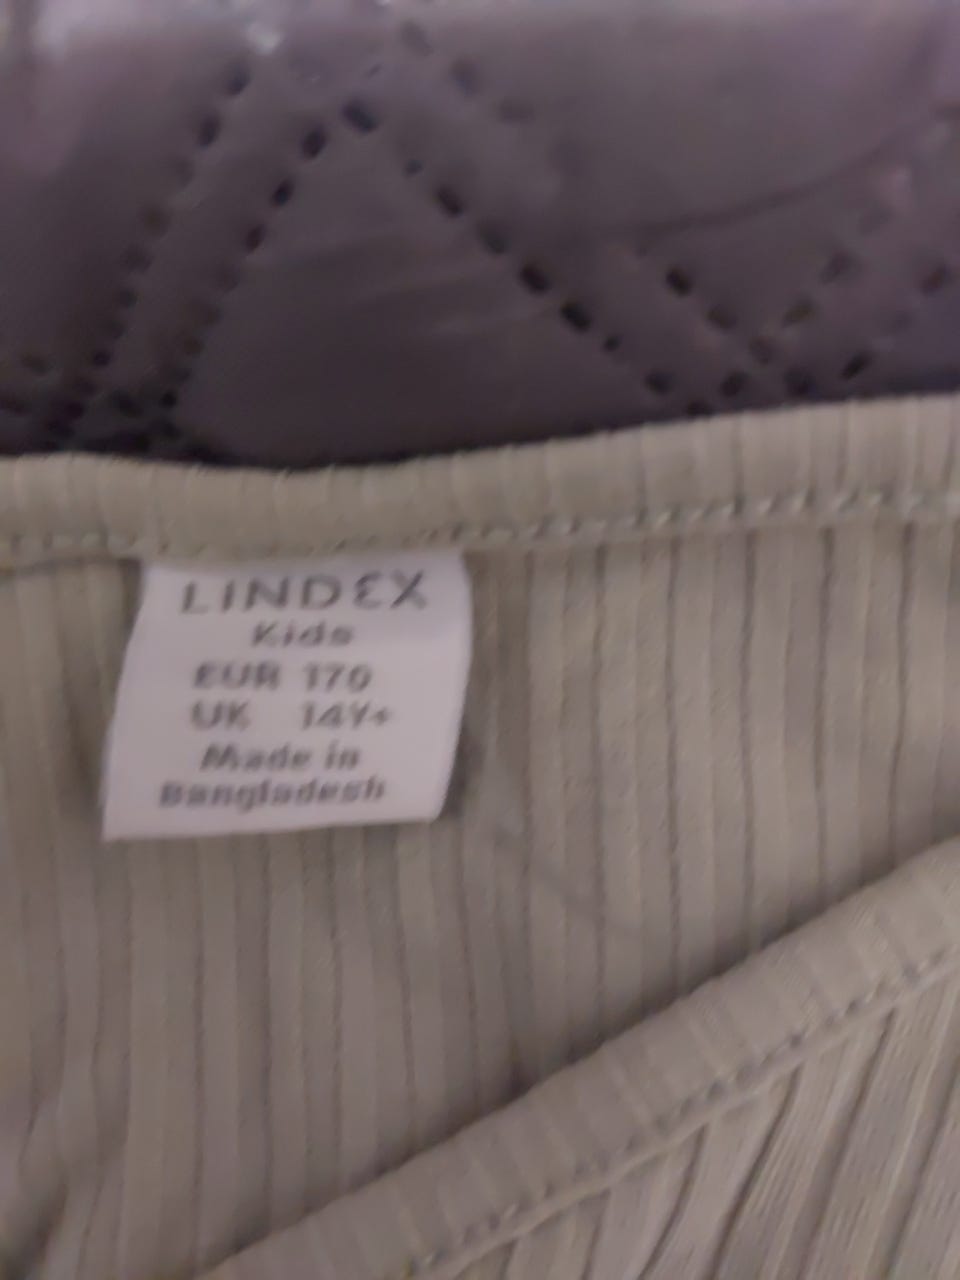 LINDEX
Kids
EUR 170
UK 14Y+
Made in
Bangladesh